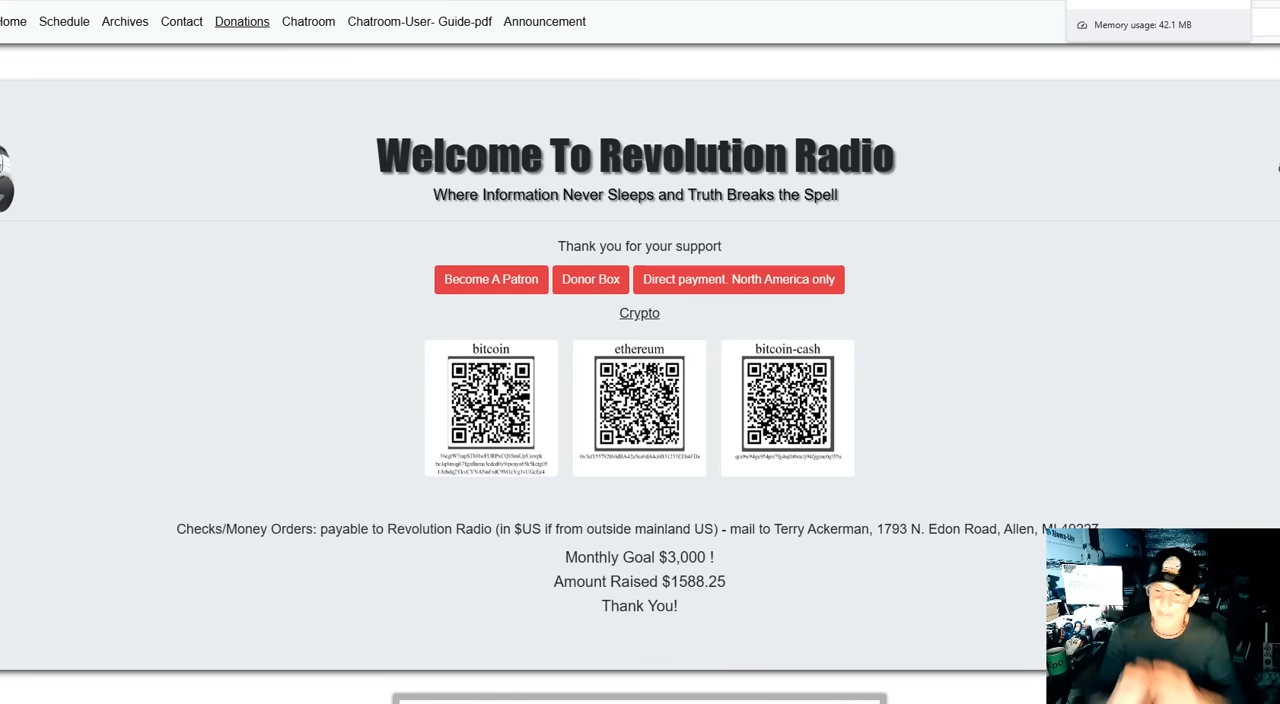 Home Schedule Archives Contact Donations Chatroom Chatroom-User- Guide-pdf Announcement
Memory usage: 42.1 MB
Welcome To Revolution Radio
Where Information Never Sleeps and Truth Breaks the Spell
Thank you for your support
Become A Patron Donor Box Direct payment. North America only
Crypto
bitcoin ethereum bitcoin-cash
Checks/Money Orders: payable to Revolution Radio (in $US if from outside mainland US) - mail to Terry Ackerman, 1793 N. Edon Road, Allen,
Monthly Goal $3,000 !
Amount Raised $1588.25
Thank You!